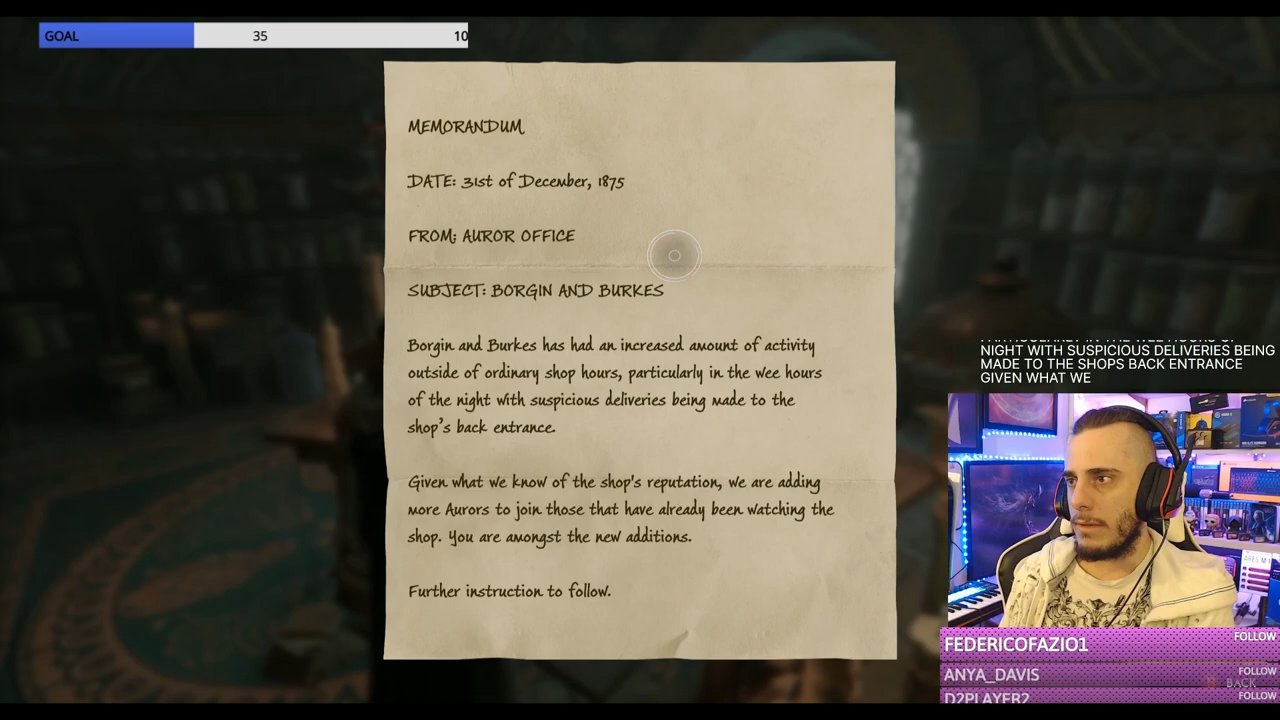 GOAL 35 10
MEMORANDUM
DATE: 31st of December, 1875
FROM: AUROR OFFICE
SUBJECT: BORGIN AND BURKES
Borgin and Burkes has had an increased amount of activity
outside of ordinary shop hours, particularly in the wee hours
of the night with suspicious deliveries being made to the
shop's back entrance.
Given what we know of the shop's reputation, we are adding
more Aurors to join those that have already been watching the
shop. You are amongst the new additions.
Further instruction to follow.
NIGHT WITH SUSPICIOUS DELIVERIES BEING
MADE TO THE SHOPS BACK ENTRANCE
GIVEN WHAT WE
FEDERICOFAZIO1 FOLLOW
ANYA_DAVIS FOLLOW
BACK
D2PLAYER2 FOLLOW